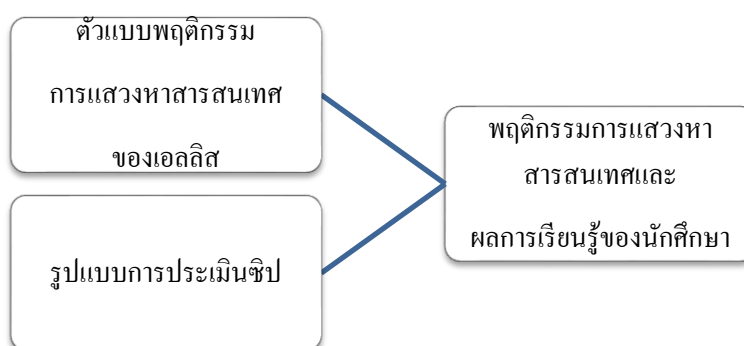 ตัวแบบพฤติกรรม
การแสวงหาสารสนเทศ
ของเอลลิส
รูปแบบการประเมินซิป
พฤติกรรมการแสวงหา
สารสนเทศและ
ผลการเรียนรู้ของนักศึกษา